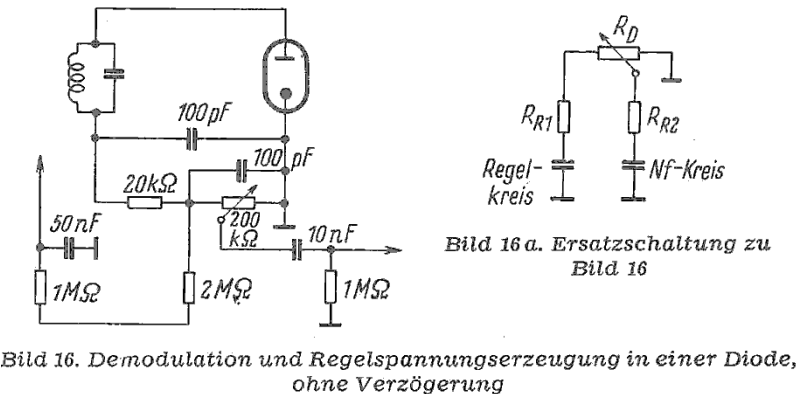 100pF
100 pF
20kΩ
50nF
200
kΩ
10nF
1MΩ
2MΩ
1MΩ
R_D
R_R1
R_R2
Regel-
kreis
Nf-Kreis
Bild 16a. Ersatzschaltung zu
Bild 16
Bild 16. Demodulation und Regelspannungserzeugung in einer Diode,
ohne Verzögerung